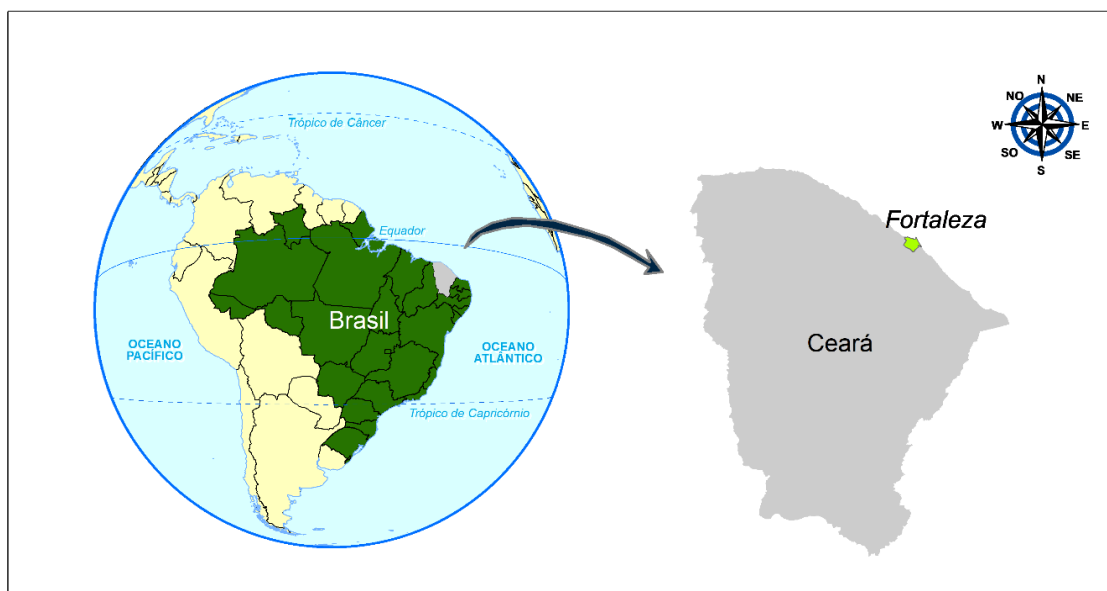 Trópico de Câncer
Equador
Brasil
OCEANO
PACÍFICO
OCEANO
ATLÂNTICO
Trópico de Capricórnio
N
NO
NE
W
E
SO
SE
S
Fortaleza
Ceará